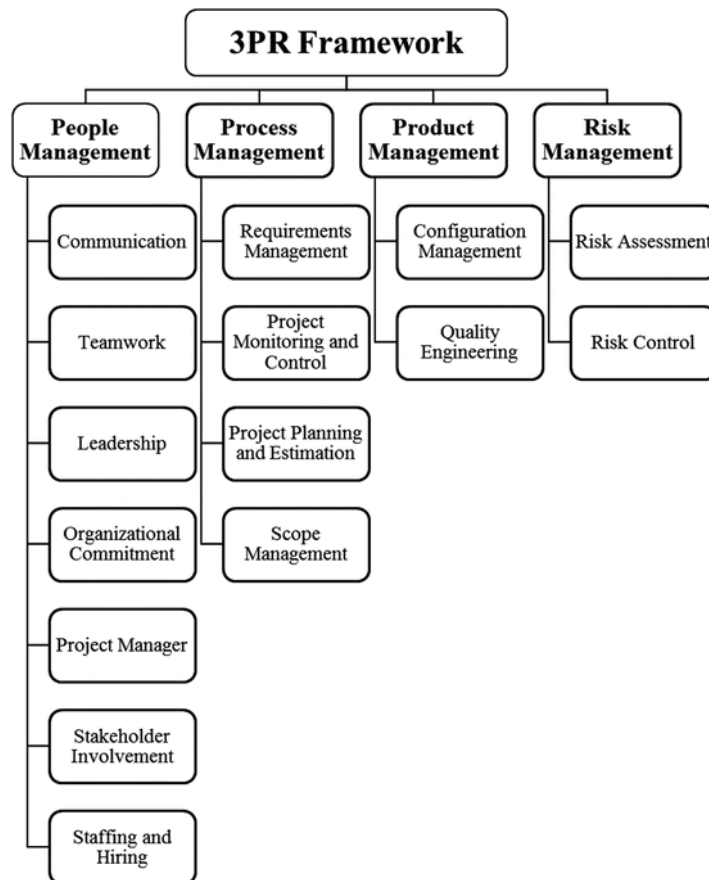 3PR Framework
People
Management
Process
Management
Product
Management
Risk
Management
Communication
Teamwork
Leadership
Organizational
Commitment
Project Manager
Stakeholder
Involvement
Staffing and
Hiring
Requirements
Management
Project
Monitoring and
Control
Project Planning
and Estimation
Scope
Management
Configuration
Management
Quality
Engineering
Risk Assessment
Risk Control